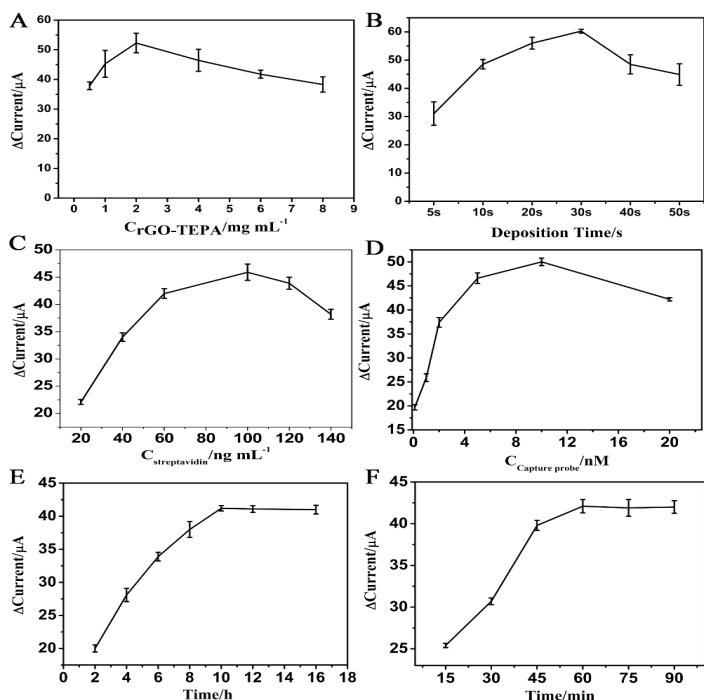 A
B
ΔCurrent/μA
60
50
40
30
20
10
0
0 1 2 3 4 5 6 7 8 9
CrGO-TEPA/mg mL-1
ΔCurrent/μA
60
50
40
30
20
10
0
5s 10s 20s 30s 40s 50s
Deposition Time/s
C
D
ΔCurrent/μA
50
45
40
35
30
25
20
20 40 60 80 100 120 140
Cstreptavidin/ng mL-1
ΔCurrent/μA
50
45
40
35
30
25
20
15
0 4 8 12 16 20
CCapture probe/nM
E
F
ΔCurrent/μA
45
40
35
30
25
20
0 2 4 6 8 10 12 14 16 18
Time/h
ΔCurrent/μA
45
40
35
30
25
15 30 45 60 75 90
Time/min